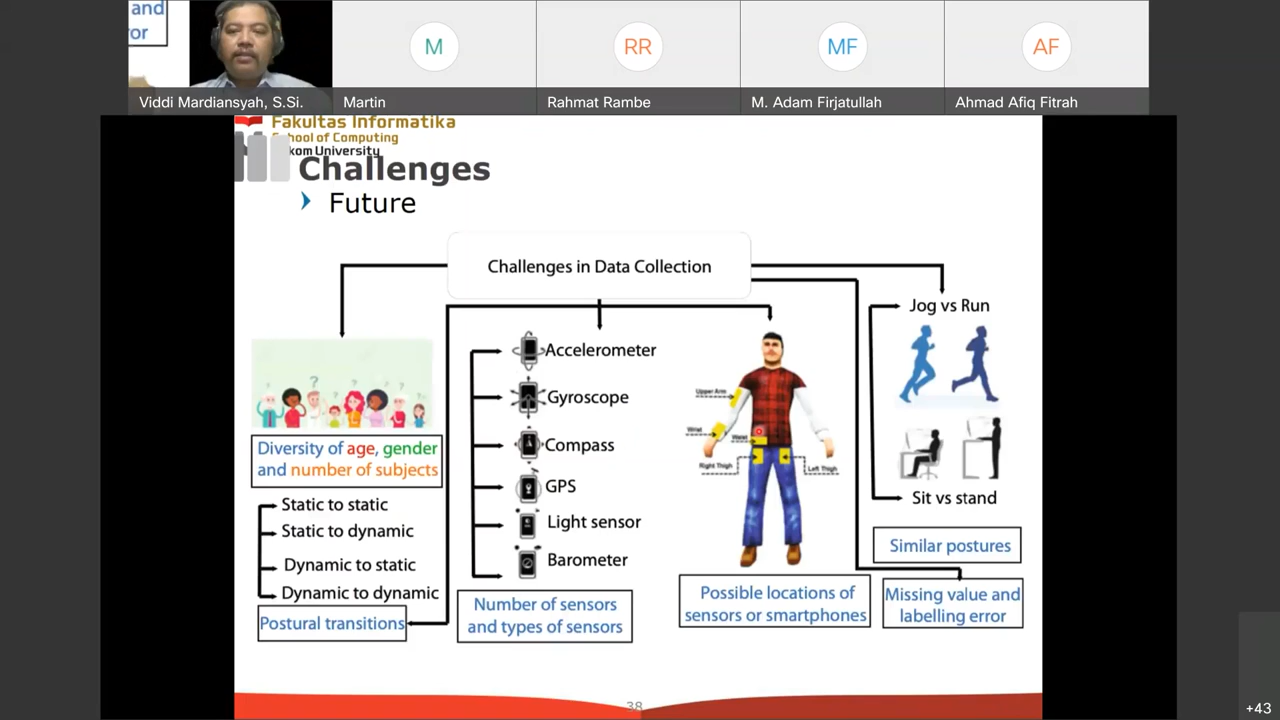 and
or
M
RR
MF
AF
Viddi Mardiansyah, S.Si.
Martin
Rahmat Rambe
M. Adam Firjatullah
Ahmad Afiq Fitrah
Fakultas Informatika
School of Computing
kom University
Challenges
Future
Challenges in Data Collection
Diversity of age, gender
and number of subjects
Static to static
Static to dynamic
Dynamic to static
Dynamic to dynamic
Postural transitions
Accelerometer
Gyroscope
Compass
GPS
Light sensor
Barometer
Number of sensors
and types of sensors
Upper Arm
Wrist
Waist
Right Thigh
Left Thigh
Possible locations of
sensors or smartphones
Jog vs Run
Sit vs stand
Similar postures
Missing value and
labelling error
38
+43